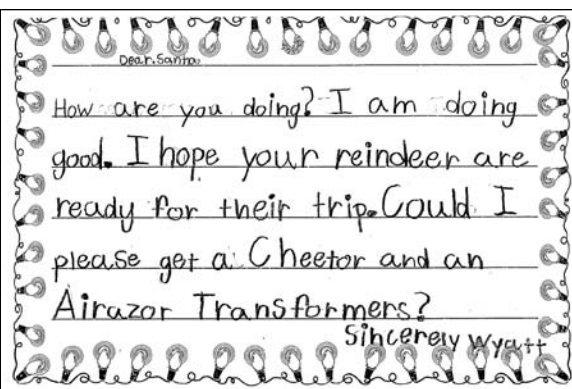 Dear.Santa
How are you doing? I am doing
good. I hope your reindeer are
ready for their trip. Could I
please get a Cheetor and an
Airazor Transformers?
Sincerely Wyatt